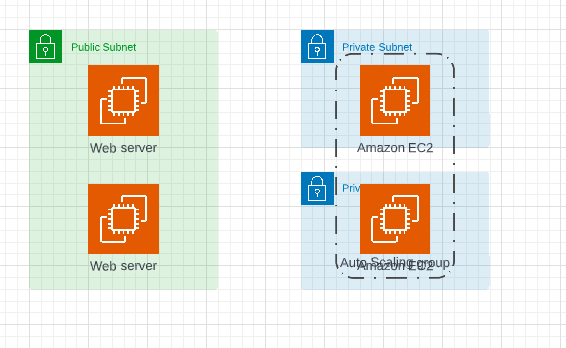 Public Subnet
Private Subnet
Web server
Amazon EC2
Priv
Web server
Auto Scaling group
Amazon EC2